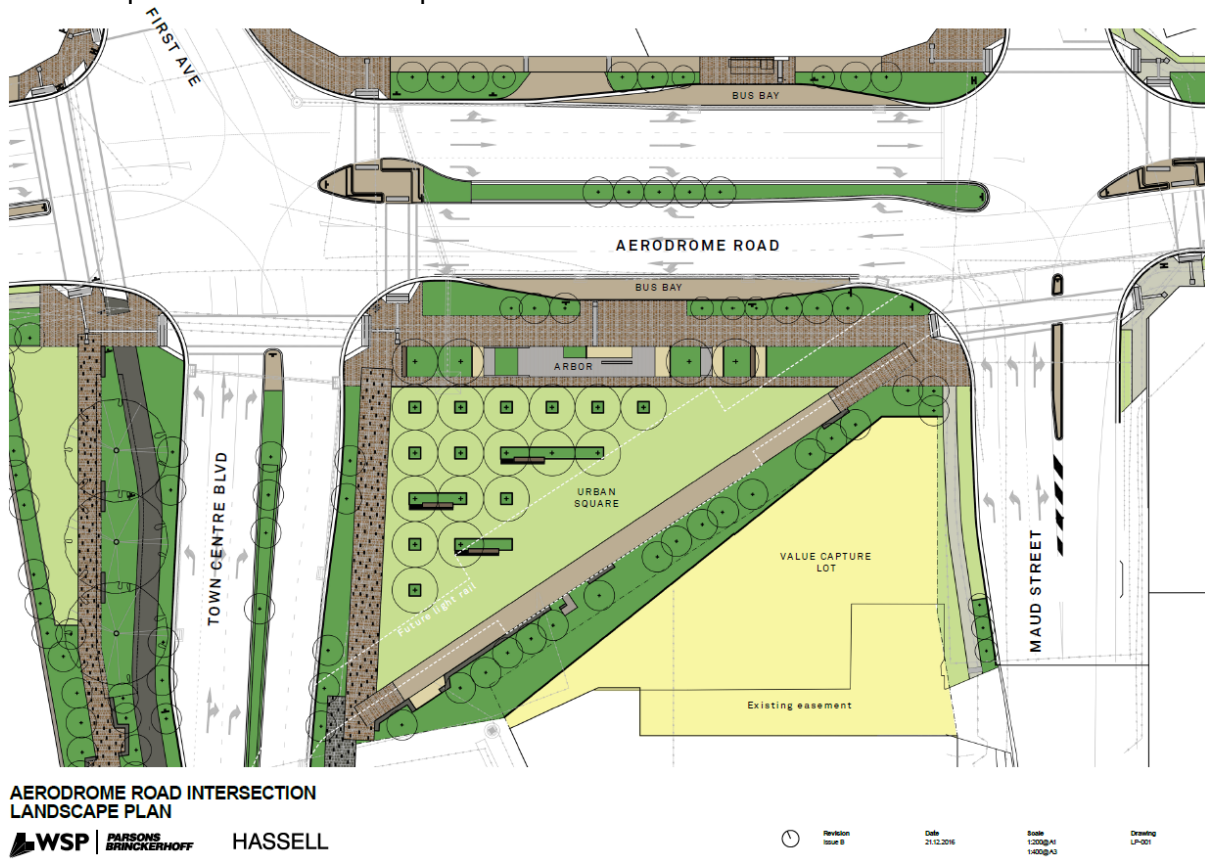 FIRST AVE
BUS BAY
AERODROME ROAD
BUS BAY
ARBOR
URBAN
SQUARE
TOWN CENTRE BLVD
VALUE CAPTURE
LOT
MAUD STREET
Future light rail
Existing easement
AERODROME ROAD INTERSECTION
LANDSCAPE PLAN
WSP | PARSONS
BRINCKERHOFF
HASSELL
Revision
Issue B
Date
21.12.2016
Scale
1:200@A1
1:400@A3
Drawing
LP-001